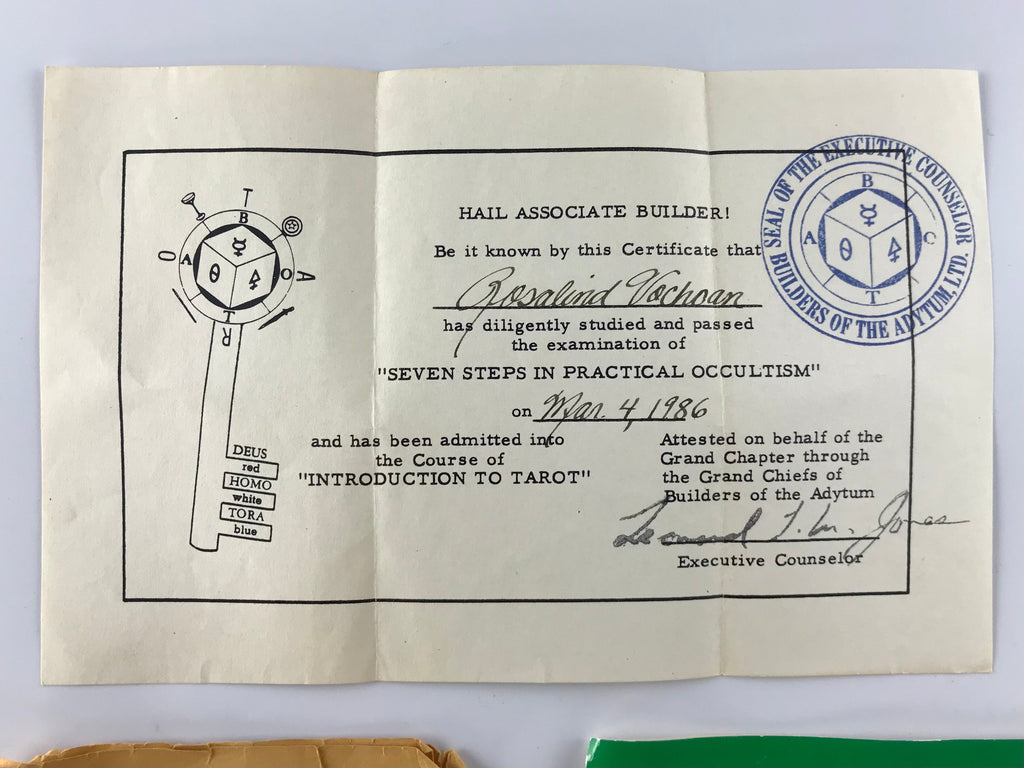 HAIL ASSOCIATE BUILDER!
Be it known by this Certificate that
Rosalind Vochoan
has diligently studied and passed
the examination of
"SEVEN STEPS IN PRACTICAL OCCULTISM"
on Mar. 4, 1986
and has been admitted into
the Course of
"INTRODUCTION TO TAROT"
Attested on behalf of the
Grand Chapter through
the Grand Chiefs of
Builders of the Adytum
Jones
Executive Counselor
SEAL OF THE EXECUTIVE COUNSELOR
BUILDERS OF THE ADYTUM, LTD.
B
A C
T
T
B
O A O A
T
R
DEUS
red
HOMO
white
TORA
blue